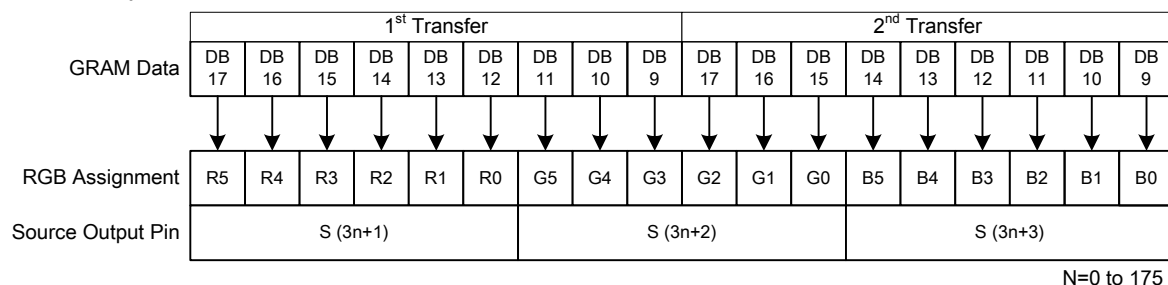 1st Transfer 2nd Transfer
GRAM Data DB 17 DB 16 DB 15 DB 14 DB 13 DB 12 DB 11 DB 10 DB 9 DB 17 DB 16 DB 15 DB 14 DB 13 DB 12 DB 11 DB 10 DB 9
RGB Assignment R5 R4 R3 R2 R1 R0 G5 G4 G3 G2 G1 G0 B5 B4 B3 B2 B1 B0
Source Output Pin S (3n+1) S (3n+2) S (3n+3)
N=0 to 175